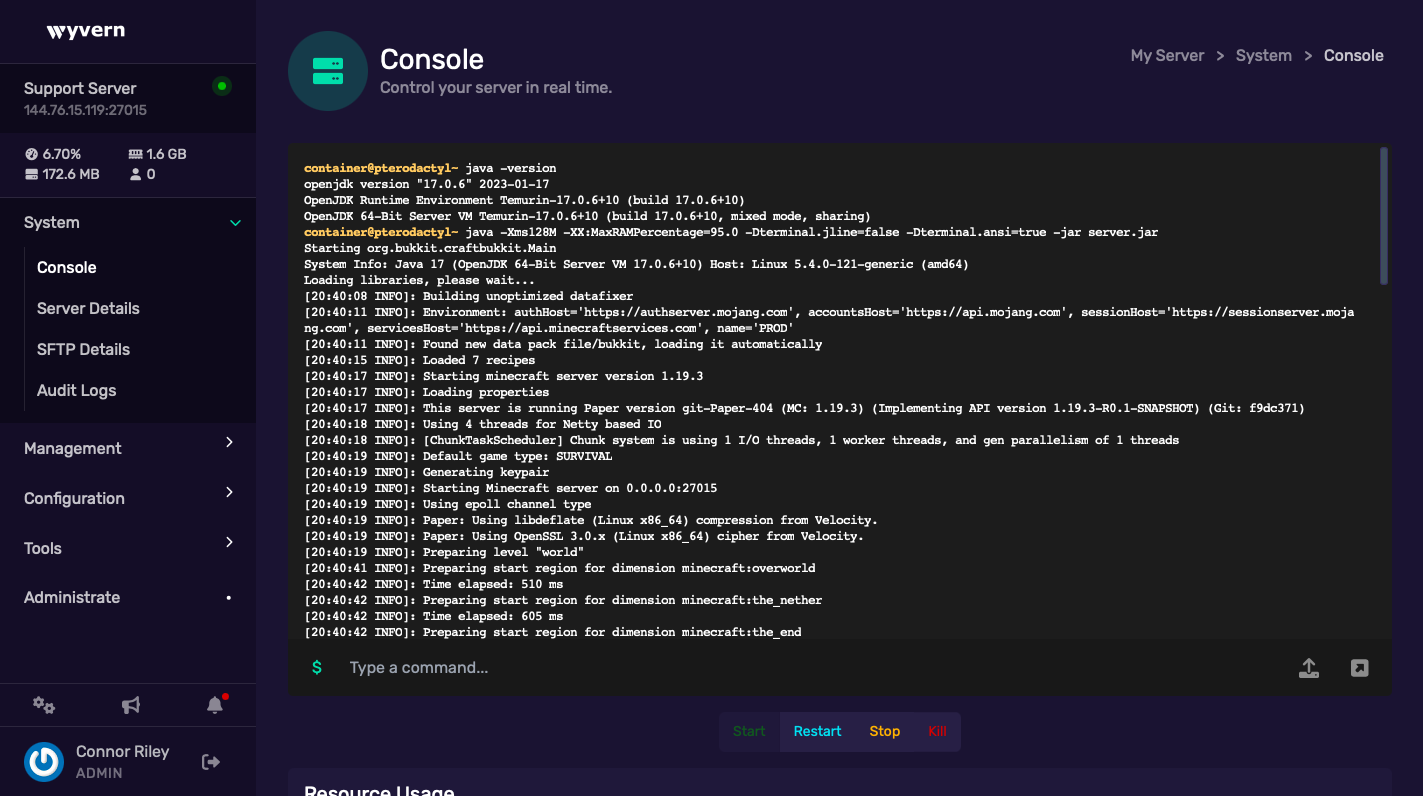 wyvern
Support Server
144.76.15.119:27015
6.70% 1.6 GB
172.6 MB 0
System
Console
Server Details
SFTP Details
Audit Logs
Management
Configuration
Tools
Administrate
Connor Riley
ADMIN
Console
Control your server in real time.
My Server > System > Console
container@pterodactyl~ java -version
openjdk version "17.0.6" 2023-01-17
OpenJDK Runtime Environment Temurin-17.0.6+10 (build 17.0.6+10)
OpenJDK 64-Bit Server VM Temurin-17.0.6+10 (build 17.0.6+10, mixed mode, sharing)
container@pterodactyl~ java -Xms128M -XX:MaxRAMPercentage=95.0 -Dterminal.jline=false -Dterminal.ansi=true -jar server.jar
Starting org.bukkit.craftbukkit.Main
System Info: Java 17 (OpenJDK 64-Bit Server VM 17.0.6+10) Host: Linux 5.4.0-121-generic (amd64)
Loading libraries, please wait...
[20:40:08 INFO]: Building unoptimized datafixer
[20:40:11 INFO]: Environment: authHost='https://authserver.mojang.com', accountsHost='https://api.mojang.com', sessionHost='https://sessionserver.moja
ng.com', servicesHost='https://api.minecraftservices.com', name='PROD'
[20:40:11 INFO]: Found new data pack file/bukkit, loading it automatically
[20:40:15 INFO]: Loaded 7 recipes
[20:40:17 INFO]: Starting minecraft server version 1.19.3
[20:40:17 INFO]: Loading properties
[20:40:17 INFO]: This server is running Paper version git-Paper-404 (MC: 1.19.3) (Implementing API version 1.19.3-R0.1-SNAPSHOT) (Git: f9dc371)
[20:40:18 INFO]: Using 4 threads for Netty based IO
[20:40:18 INFO]: [ChunkTaskScheduler] Chunk system is using 1 I/O threads, 1 worker threads, and gen parallelism of 1 threads
[20:40:19 INFO]: Default game type: SURVIVAL
[20:40:19 INFO]: Generating keypair
[20:40:19 INFO]: Starting Minecraft server on 0.0.0.0:27015
[20:40:19 INFO]: Using epoll channel type
[20:40:19 INFO]: Paper: Using libdeflate (Linux x86_64) compression from Velocity.
[20:40:19 INFO]: Paper: Using OpenSSL 3.0.x (Linux x86_64) cipher from Velocity.
[20:40:19 INFO]: Preparing level "world"
[20:40:41 INFO]: Preparing start region for dimension minecraft:overworld
[20:40:42 INFO]: Time elapsed: 510 ms
[20:40:42 INFO]: Preparing start region for dimension minecraft:the_nether
[20:40:42 INFO]: Time elapsed: 605 ms
[20:40:42 INFO]: Preparing start region for dimension minecraft:the_end
$ Type a command...
Start Restart Stop Kill
Resource Usage